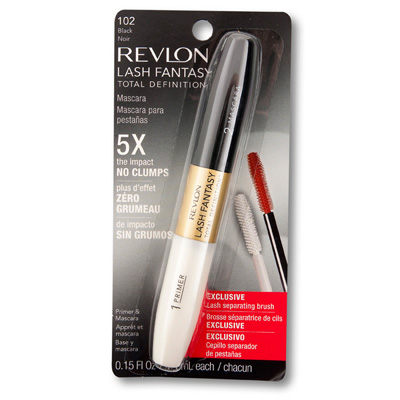 102
Black
Noir
REVLON
LASH FANTASY
TOTAL DEFINITION
Mascara
Mascara para
pestañas
5X
the impact
NO CLUMPS
plus d'effet
ZÉRO
GRUMEAU
de impacto
SIN GRUMOS
2 MASCARA
REVLON
LASH FANTASY
TOTAL DEFINITION
1 PRIMER
EXCLUSIVE
Lash separating brush
Brosse séparatrice de cils
EXCLUSIVE
EXCLUSIVO
Cepillo separador
de pestañas
Primer &
Mascara
Apprêt et
mascara
Base y
mascara
0.15 Fl Oz mL each / chacun